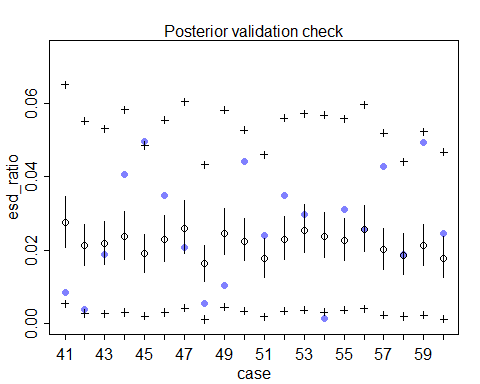 Posterior validation check
esd_ratio
0.00 0.02 0.04 0.06
41 43 45 47 49 51 53 55 57 59
case